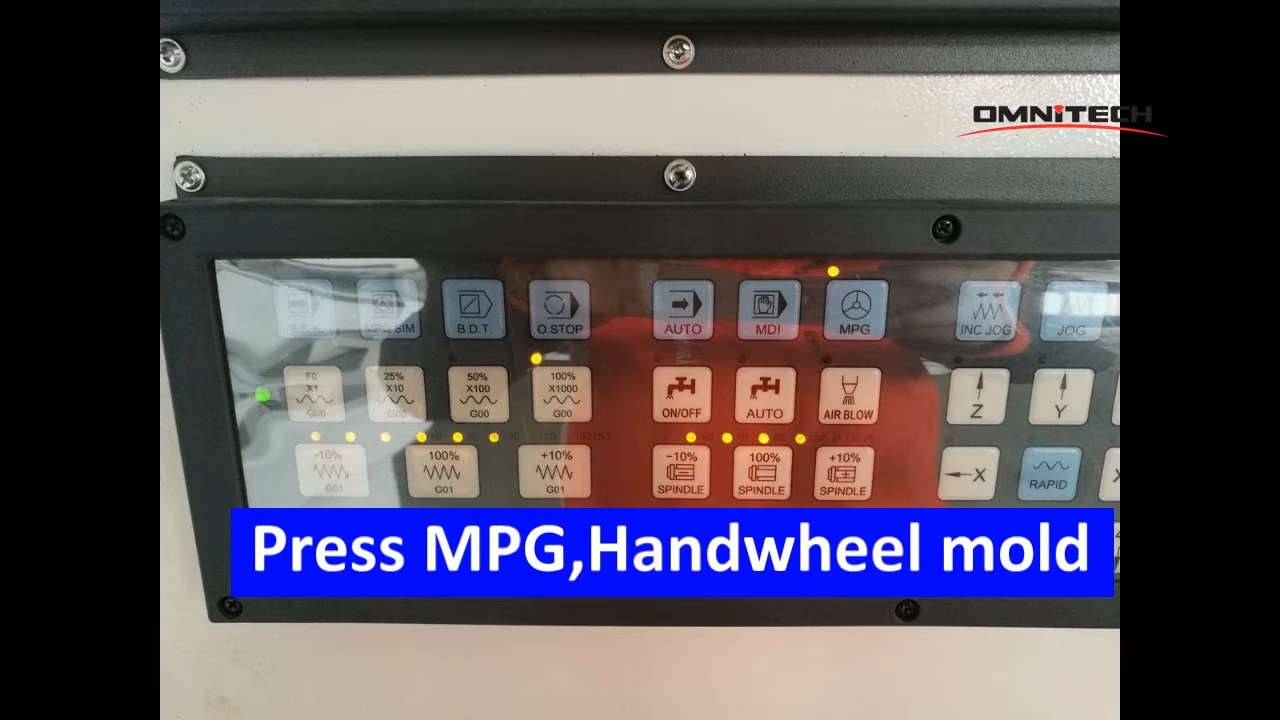 OMNiTECH
B.B.K MPG SIM B.D.T. O.STOP AUTO MDI MPG INC JOG JOG
F0 25% 50% 100%
X1 X10 X100 X1000
G00 G00 G00 G00
ON/OFF AUTO AIR BLOW Z Y
-10% 100% +10% -10% 100% +10%
G01 G01 G01 SPINDLE SPINDLE SPINDLE X RAPID X
Press MPG,Handwheel mold